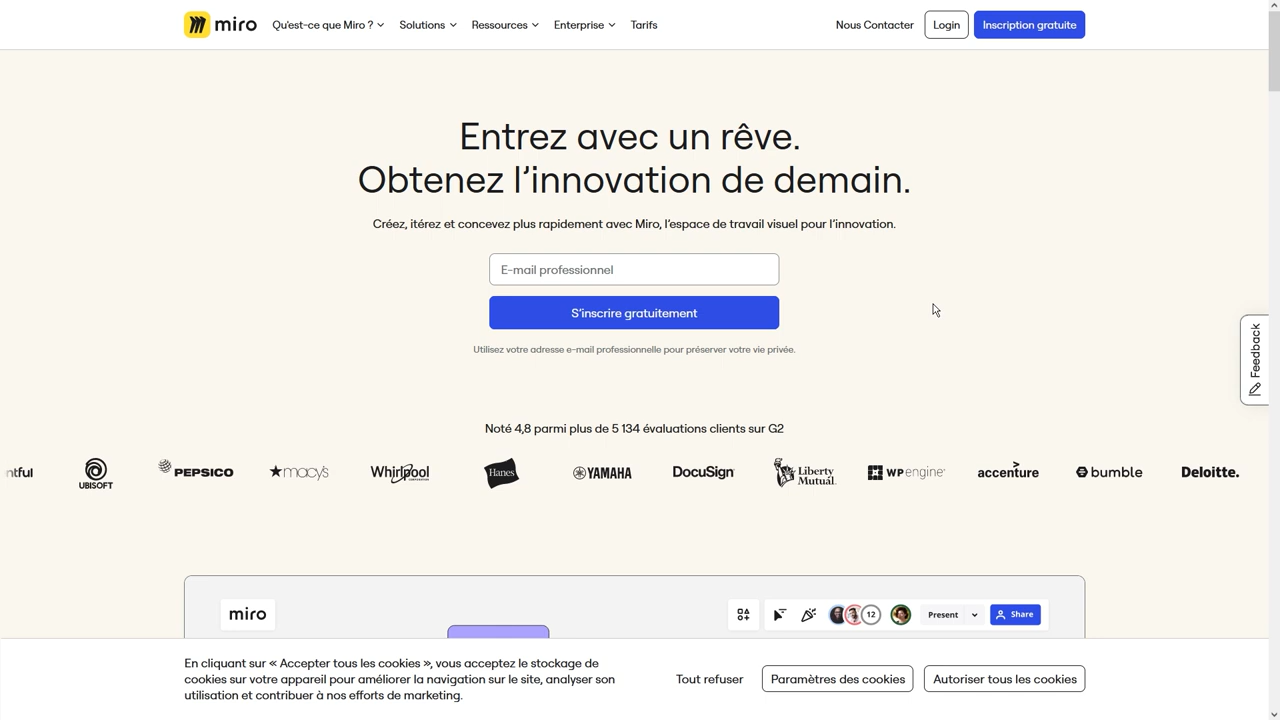 miro
Qu'est-ce que Miro ?
Solutions
Ressources
Enterprise
Tarifs
Nous Contacter
Login
Inscription gratuite
Entrez avec un rêve.
Obtenez l'innovation de demain.
Créez, itérez et concevez plus rapidement avec Miro, l'espace de travail visuel pour l'innovation.
E-mail professionnel
S'inscrire gratuitement
Utilisez votre adresse e-mail professionnelle pour préserver votre vie privée.
Feedback
Noté 4,8 parmi plus de 5 134 évaluations clients sur G2
ntful
UBISOFT
PEPSICO
macy's
Whirlpool
CORPORATION
Hanes
YAMAHA
DocuSign
Liberty
Mutual.
WP engine
accenture
bumble
Deloitte.
miro
12
Present
Share
En cliquant sur « Accepter tous les cookies », vous acceptez le stockage de
cookies sur votre appareil pour améliorer la navigation sur le site, analyser son
utilisation et contribuer à nos efforts de marketing.
Tout refuser
Paramètres des cookies
Autoriser tous les cookies